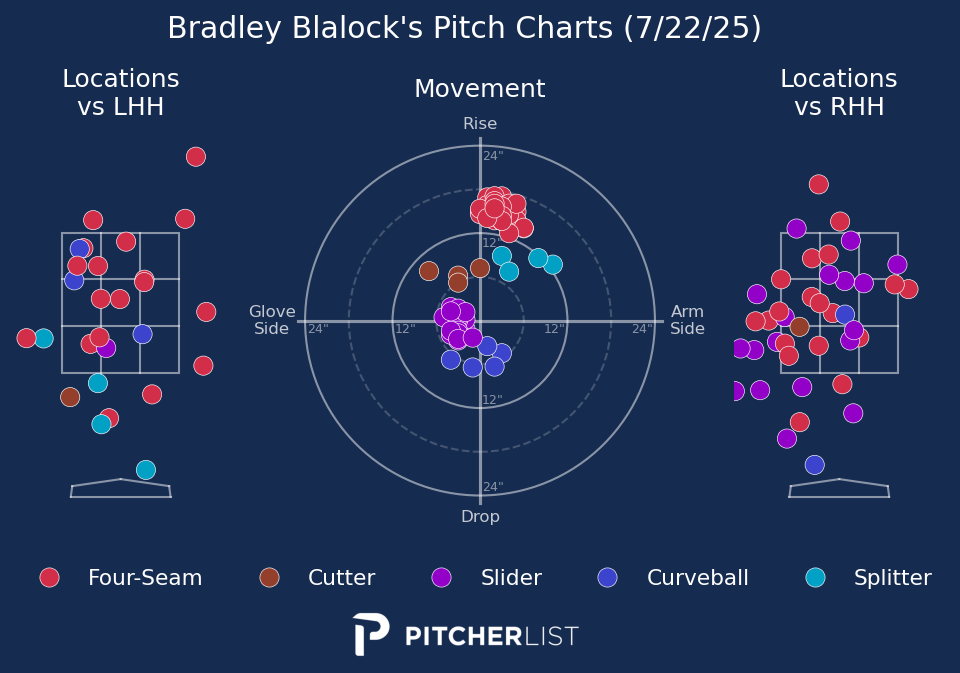 Bradley Blalock's Pitch Charts (7/22/25)
Locations
vs LHH
Movement
Locations
vs RHH
Rise
24"
12"
Glove
Side
24"
12"
12"
24"
Arm
Side
12"
24"
Drop
Four-Seam
Cutter
Slider
Curveball
Splitter
PITCHERLIST